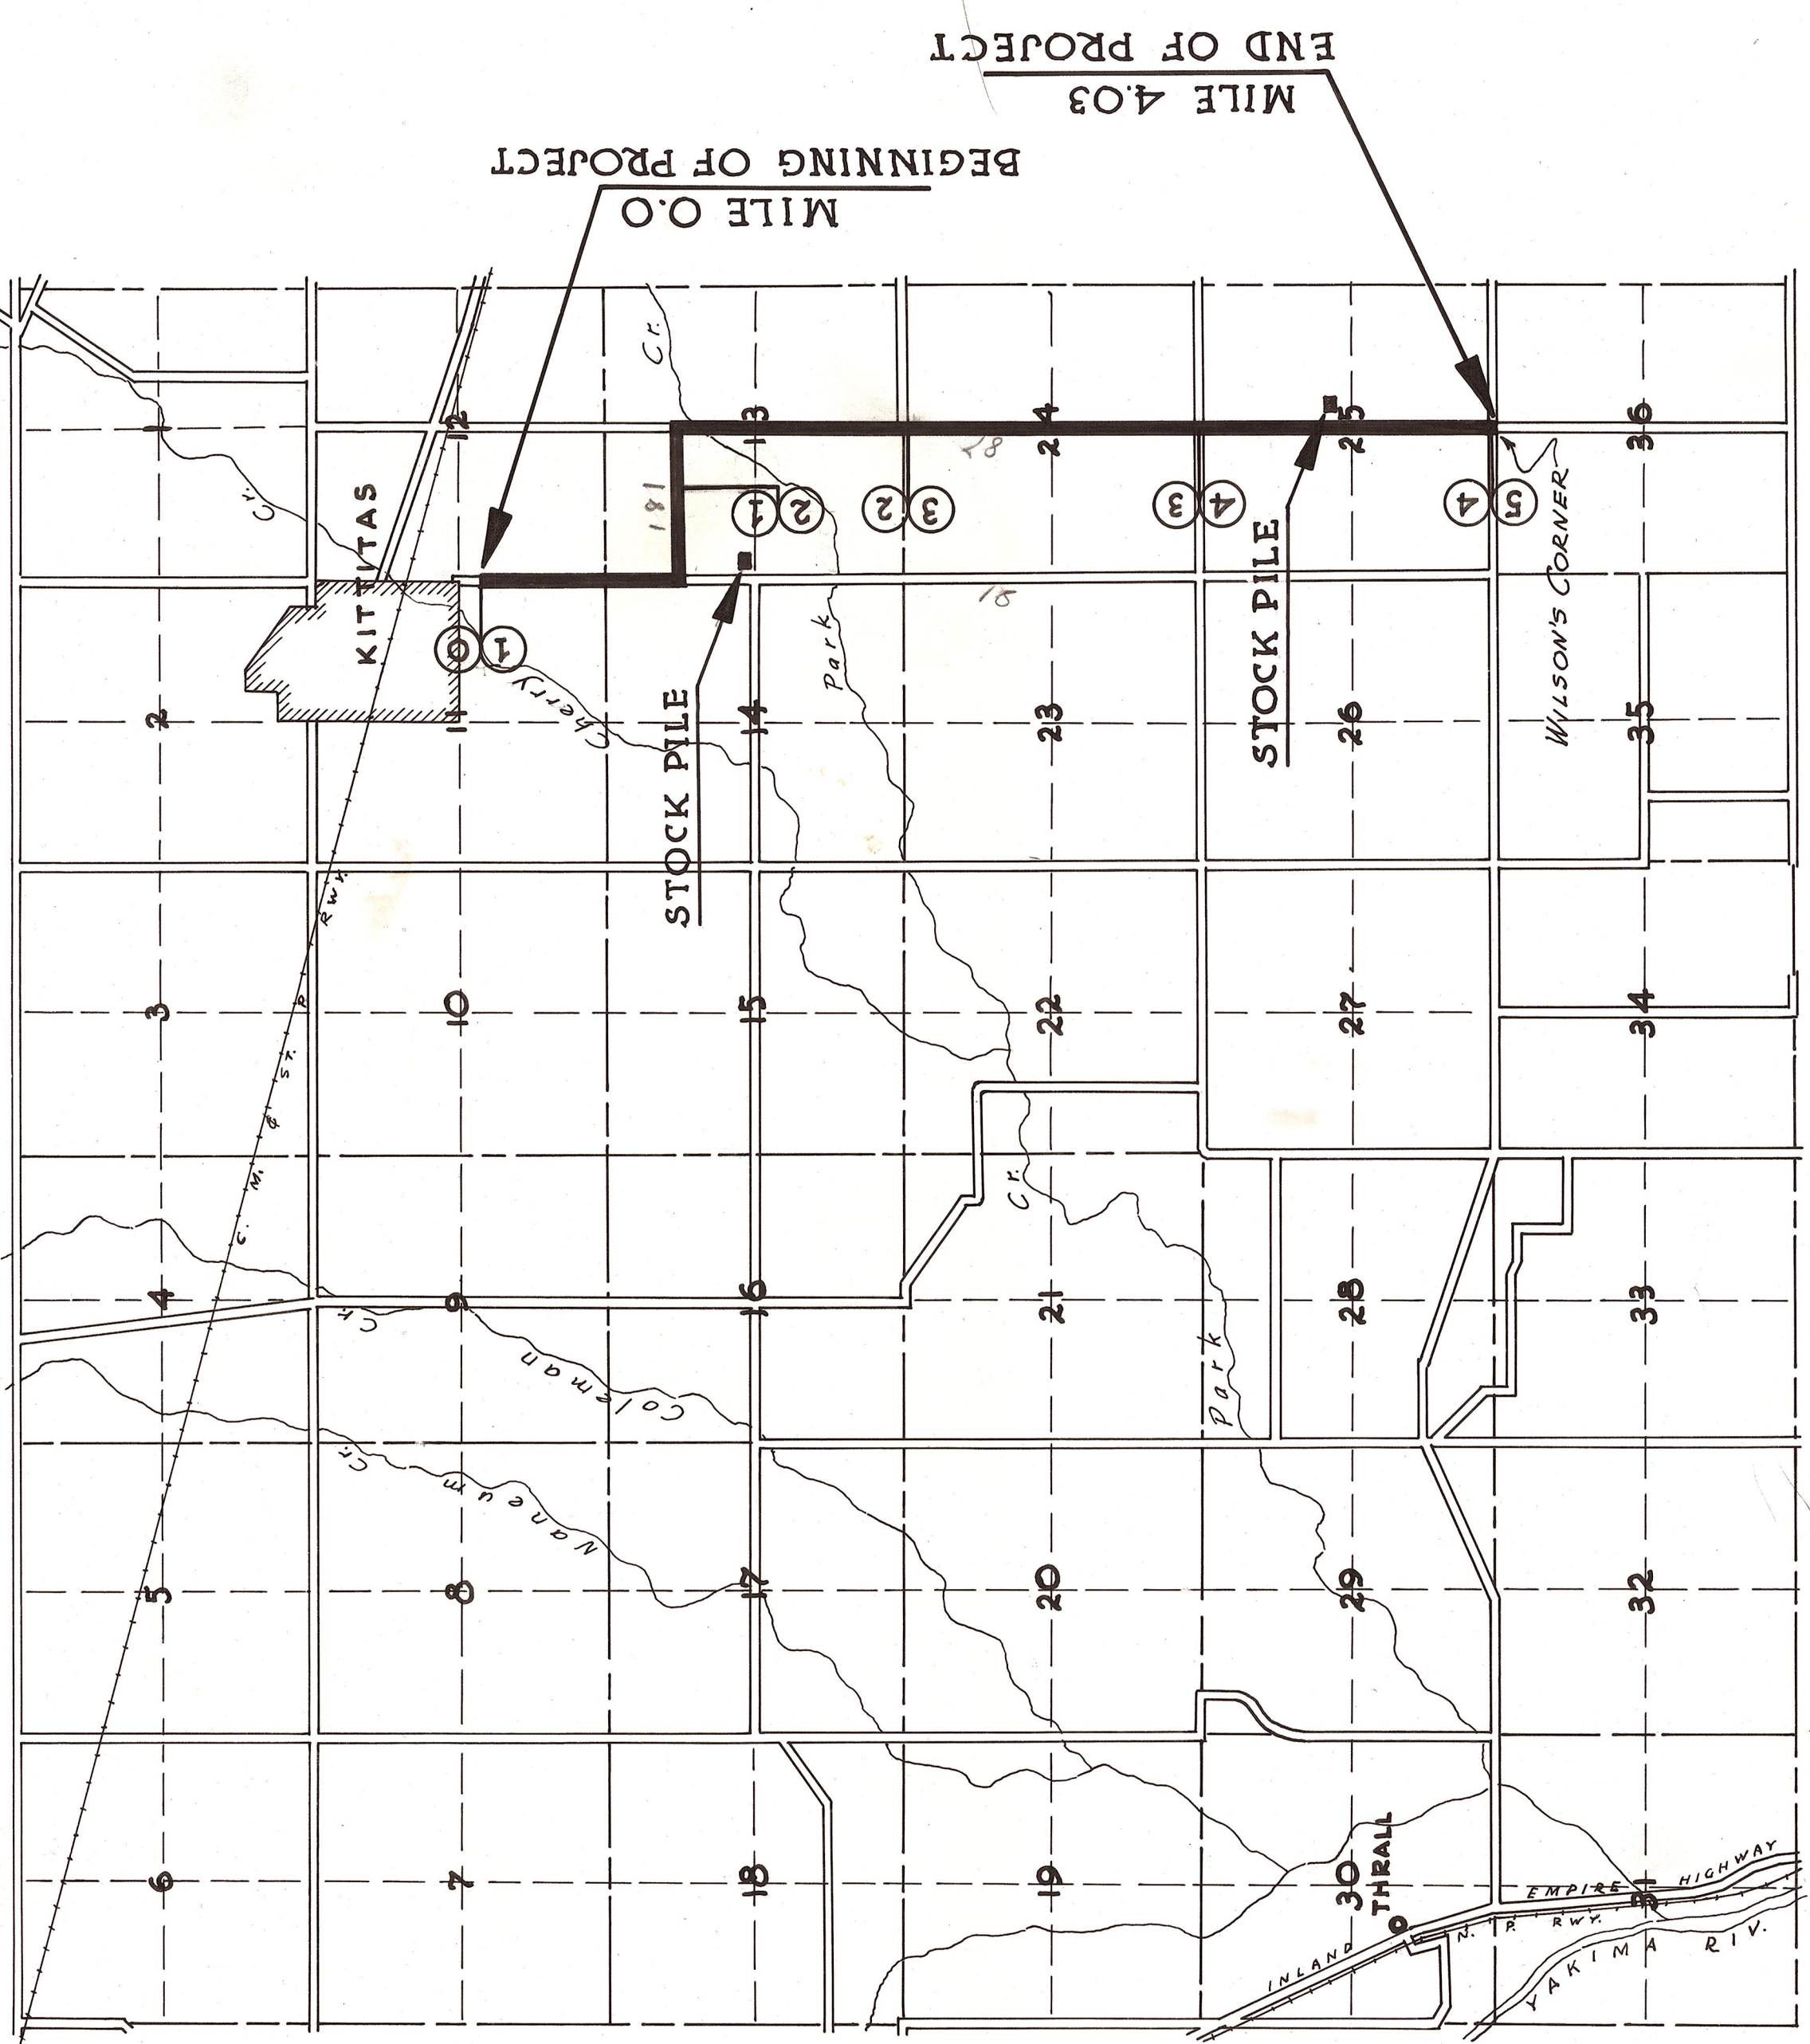 END OF PROJECT
MILE 4.03
BEGINNING OF PROJECT
MILE 0.0
Cr.
Cr.
KITTITAS
181
28
18
0
1
1
2
2
3
3
4
4
5
STOCK PILE
STOCK PILE
WILSON'S CORNER
Cherry
Park
1
12
13
24
25
36
2
11
14
23
26
35
3
10
15
22
27
34
4
9
16
21
28
33
5
8
17
20
29
32
6
7
18
19
30
31
C. M. & ST. P. RWY.
Cr.
Coleman
Cr.
Naneum
Cr.
Park
THRALL
INLAND EMPIRE HIGHWAY
N. P. RWY.
YAKIMA RIV.